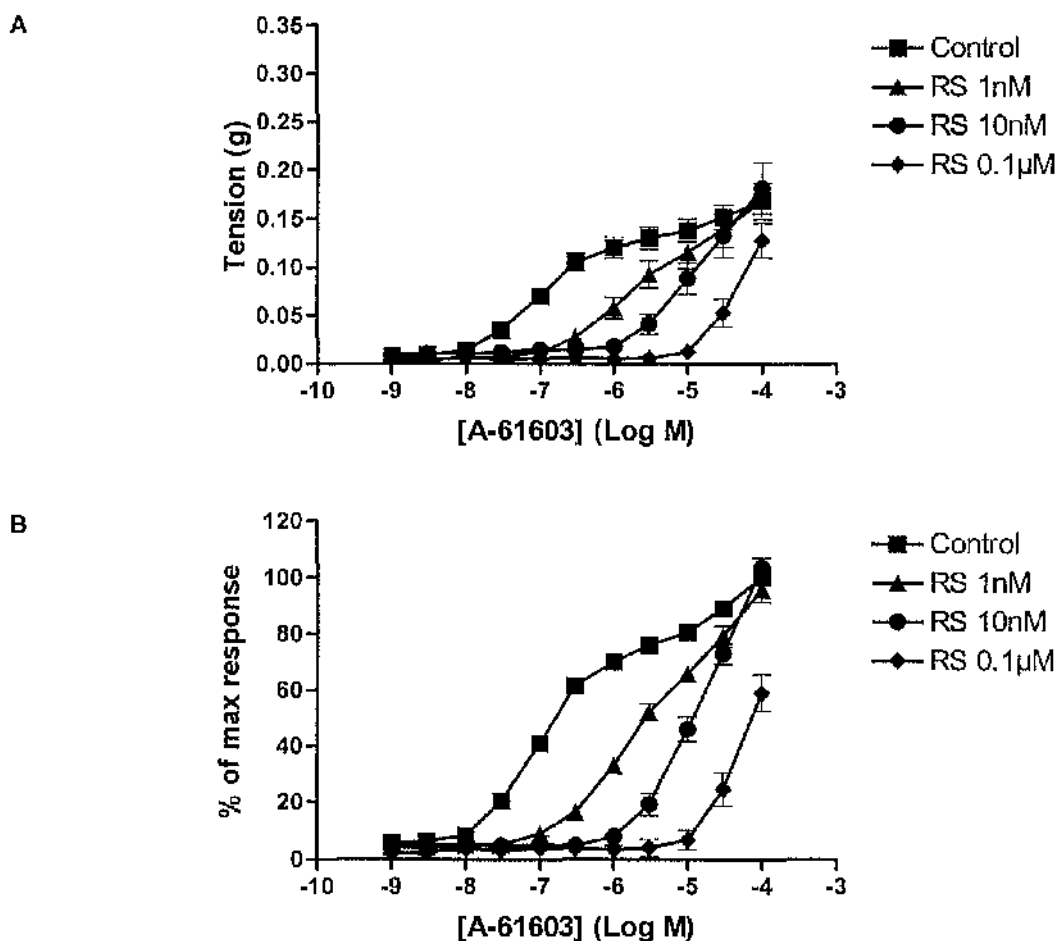 A
0.35
0.30
0.25
0.20
0.15
0.10
0.05
0.00
Tension (g)
-10 -9 -8 -7 -6 -5 -4 -3
[A-61603] (Log M)
Control
RS 1nM
RS 10nM
RS 0.1µM
B
120
100
80
60
40
20
0
% of max response
-10 -9 -8 -7 -6 -5 -4 -3
[A-61603] (Log M)
Control
RS 1nM
RS 10nM
RS 0.1µM